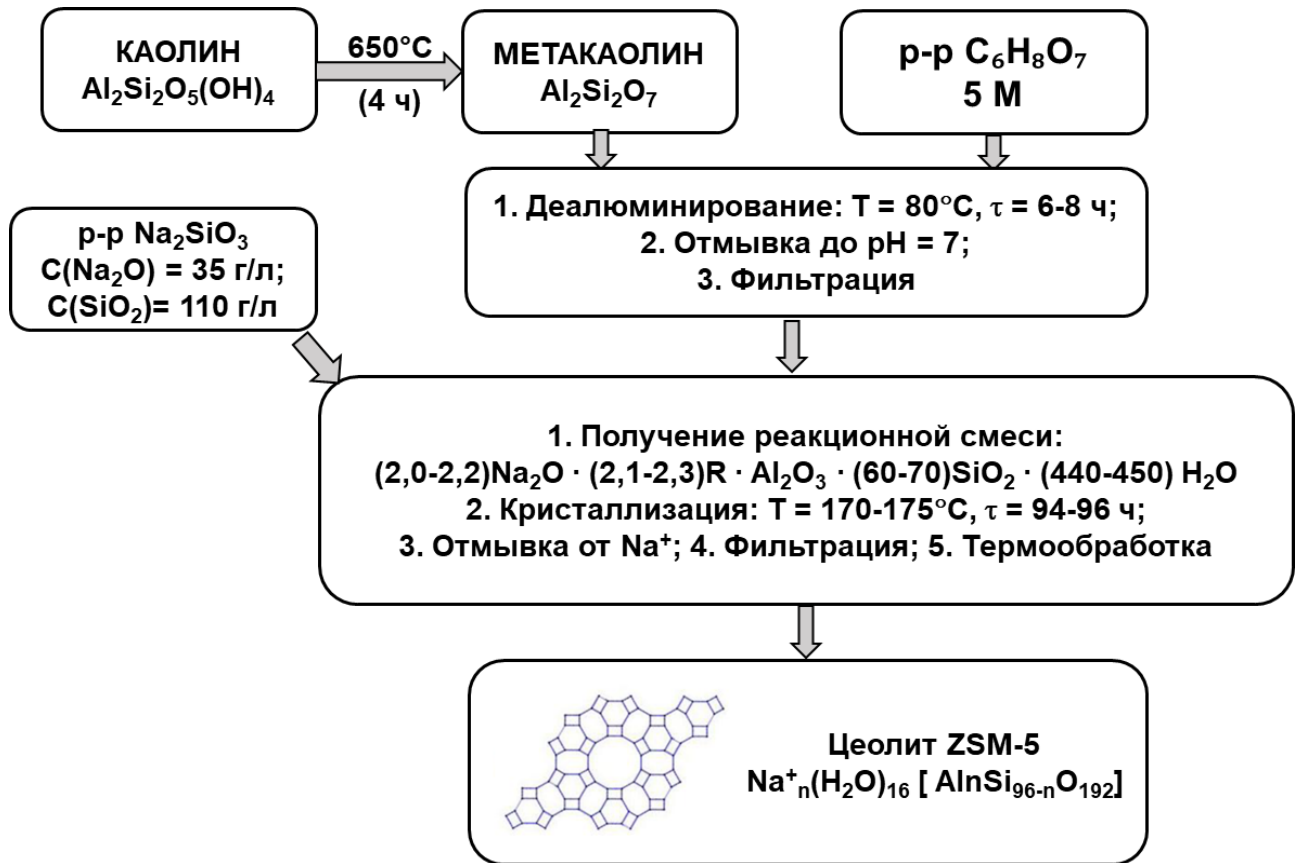 КАОЛИН
Al₂Si₂O₅(OH)₄
650°C
(4 ч)
МЕТАКАОЛИН
Al₂Si₂O₇
р-р C₆H₈O₇
5 М
1. Деалюминирование: T = 80°C, τ = 6-8 ч;
2. Отмывка до pH = 7;
3. Фильтрация
р-р Na₂SiO₃
C(Na₂O) = 35 г/л;
C(SiO₂)= 110 г/л
1. Получение реакционной смеси:
(2,0-2,2)Na₂O · (2,1-2,3)R · Al₂O₃ · (60-70)SiO₂ · (440-450) H₂O
2. Кристаллизация: T = 170-175°C, τ = 94-96 ч;
3. Отмывка от Na⁺; 4. Фильтрация; 5. Термообработка
Цеолит ZSM-5
Na⁺ₙ(H₂O)₁₆ [ AlnSi₉₆₋ₙO₁₉₂]